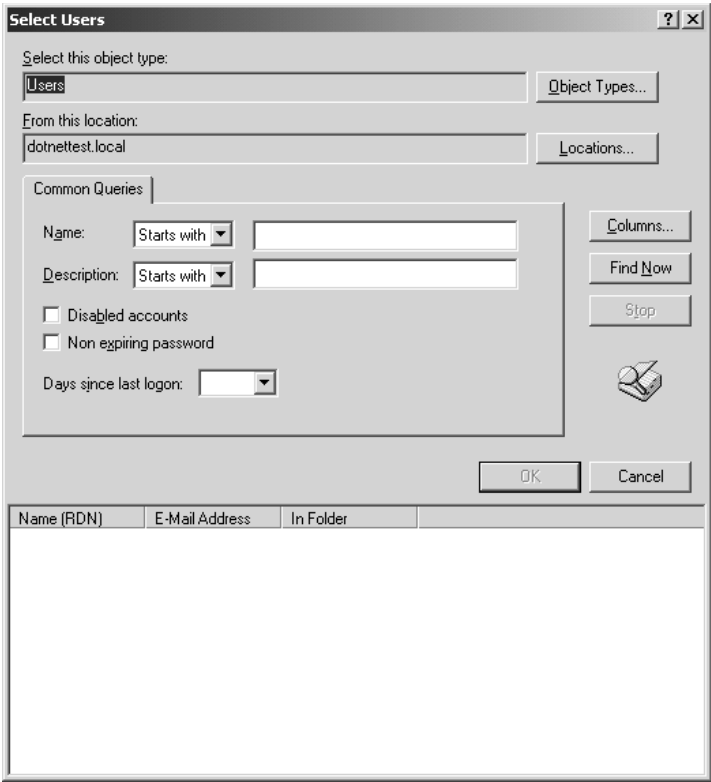 Select Users
Select this object type:
Users
Object Types...
From this location:
dotnettest.local
Locations...
Common Queries
Name: Starts with
Columns...
Description: Starts with
Find Now
Disabled accounts
Stop
Non expiring password
Days since last logon:
OK Cancel
Name (RDN) E-Mail Address In Folder